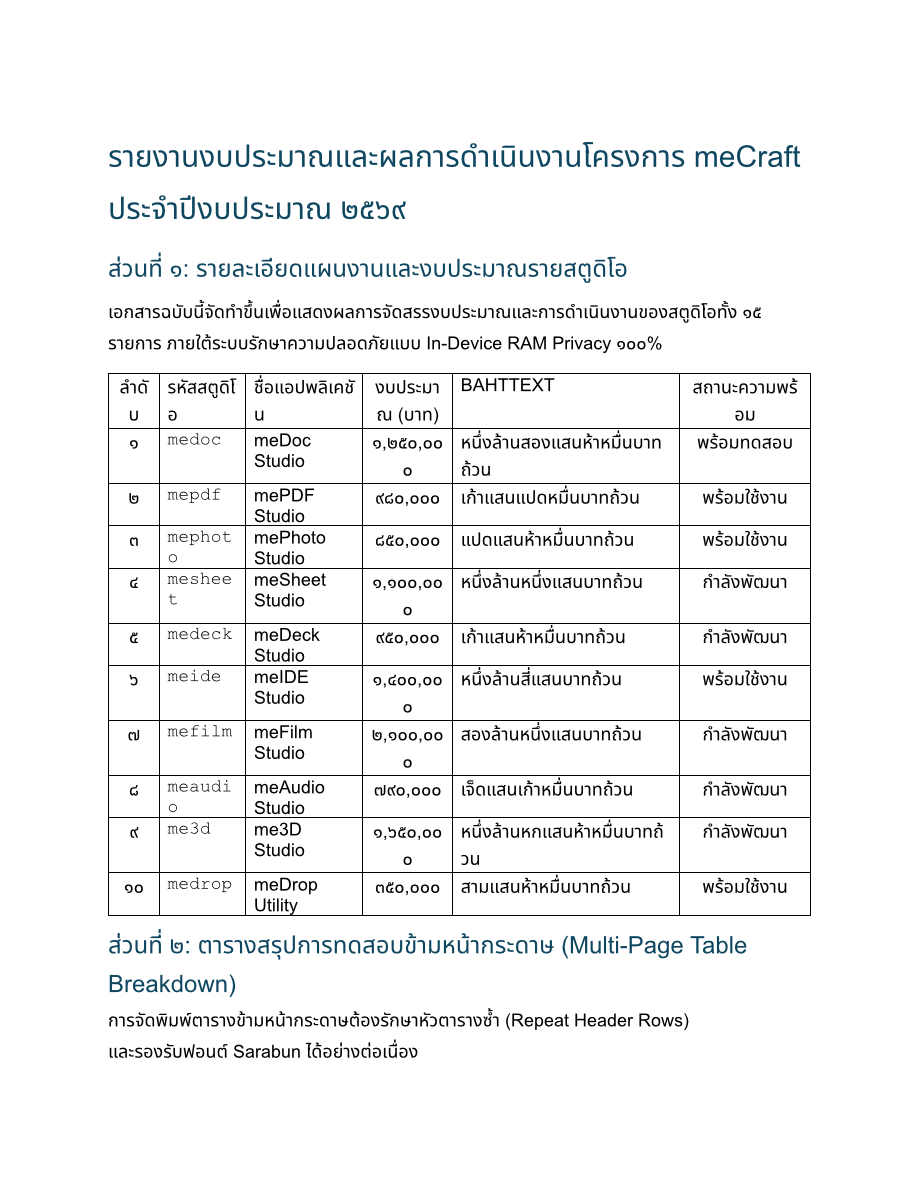 รายงานงบประมาณและผลการดำเนินงานโครงการ meCraft
ประจำปีงบประมาณ ๒๕๖๙
ส่วนที่ ๑: รายละเอียดแผนงานและงบประมาณรายสตูดิโอ
เอกสารฉบับนี้จัดทำขึ้นเพื่อแสดงผลการจัดสรรงบประมาณและการดำเนินงานของสตูดิโอทั้ง ๑๕
รายการ ภายใต้ระบบรักษาความปลอดภัยแบบ In-Device RAM Privacy ๑๐๐%
ลำดั รหัสสตูดิโ ชื่อแอปพลิเคชั งบประมา BAHTTEXT สถานะความพร้
บ อ น ณ (บาท) อม
๑ medoc meDoc ๑,๒๕๐,๐๐ หนึ่งล้านสองแสนห้าหมื่นบาท พร้อมทดสอบ
Studio ๐ ถ้วน
๒ mepdf mePDF ๙๘๐,๐๐๐ เก้าแสนแปดหมื่นบาทถ้วน พร้อมใช้งาน
Studio
๓ mephot mePhoto ๘๕๐,๐๐๐ แปดแสนห้าหมื่นบาทถ้วน พร้อมใช้งาน
o Studio
๔ meshee meSheet ๑,๑๐๐,๐๐ หนึ่งล้านหนึ่งแสนบาทถ้วน กำลังพัฒนา
t Studio ๐
๕ medeck meDeck ๙๕๐,๐๐๐ เก้าแสนห้าหมื่นบาทถ้วน กำลังพัฒนา
Studio
๖ meide meIDE ๑,๔๐๐,๐๐ หนึ่งล้านสี่แสนบาทถ้วน พร้อมใช้งาน
Studio ๐
๗ mefilm meFilm ๒,๑๐๐,๐๐ สองล้านหนึ่งแสนบาทถ้วน กำลังพัฒนา
Studio ๐
๘ meaudi meAudio ๗๙๐,๐๐๐ เจ็ดแสนเก้าหมื่นบาทถ้วน กำลังพัฒนา
o Studio
๙ me3d me3D ๑,๖๕๐,๐๐ หนึ่งล้านหกแสนห้าหมื่นบาทถ้ กำลังพัฒนา
Studio ๐ วน
๑๐ medrop meDrop ๓๕๐,๐๐๐ สามแสนห้าหมื่นบาทถ้วน พร้อมใช้งาน
Utility
ส่วนที่ ๒: ตารางสรุปการทดสอบข้ามหน้ากระดาษ (Multi-Page Table
Breakdown)
การจัดพิมพ์ตารางข้ามหน้ากระดาษต้องรักษาหัวตารางซ้ำ (Repeat Header Rows)
และรองรับฟอนต์ Sarabun ได้อย่างต่อเนื่อง